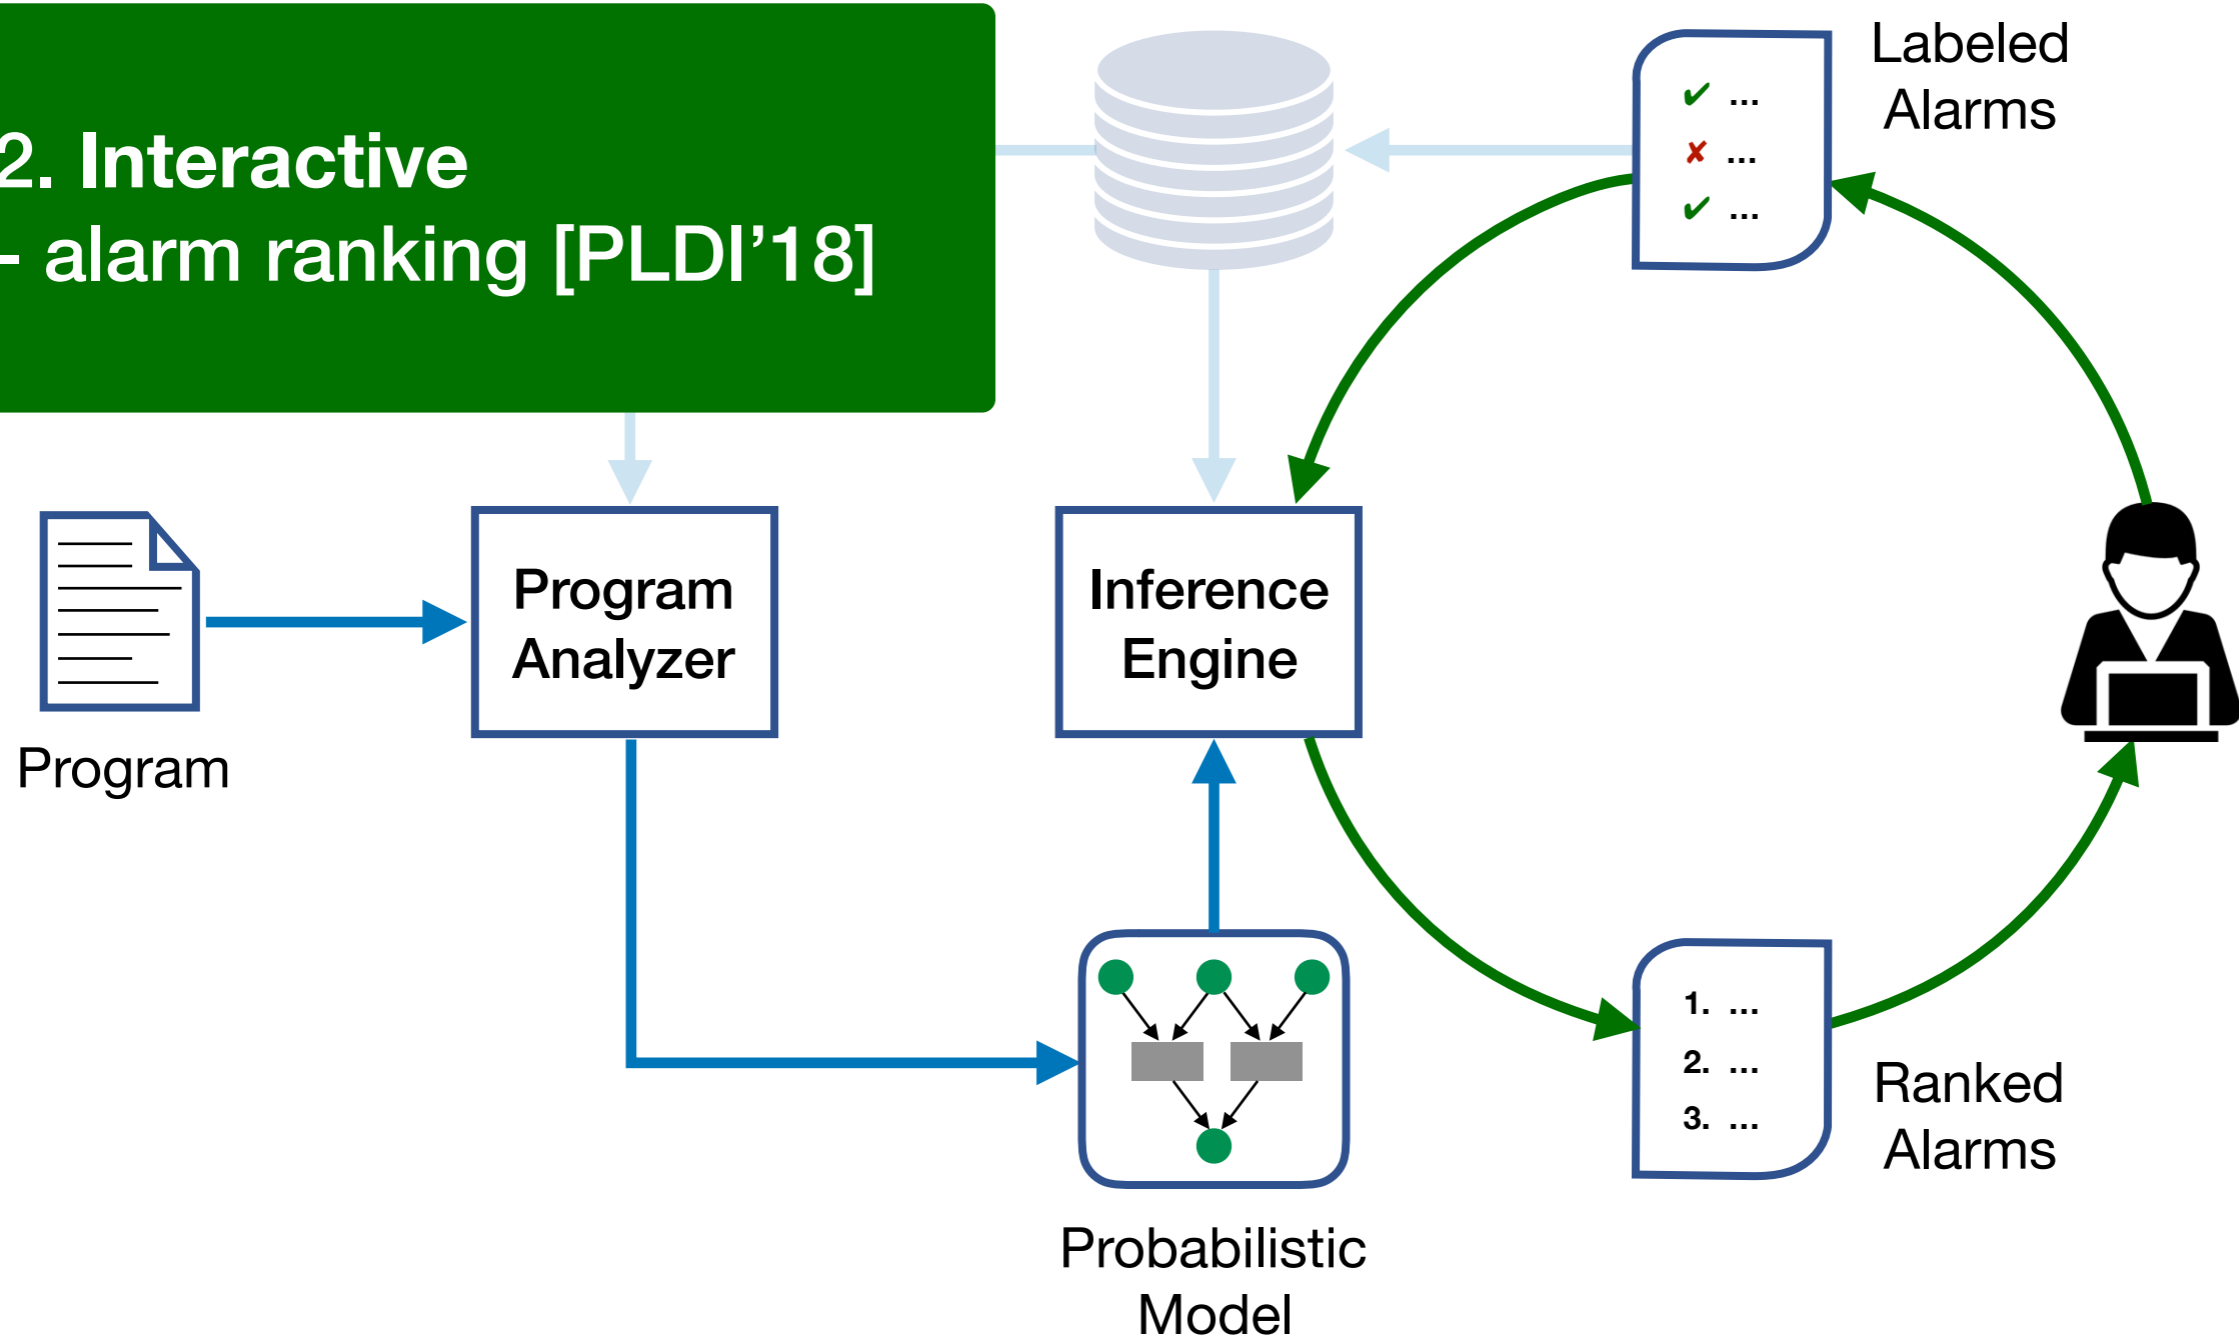 2. Interactive
- alarm ranking [PLDI’18]
✔ ...
✘ ...
✔ ...
Labeled
Alarms
Program
Program
Analyzer
Inference
Engine
1. ...
2. ...
3. ...
Ranked
Alarms
Probabilistic
Model